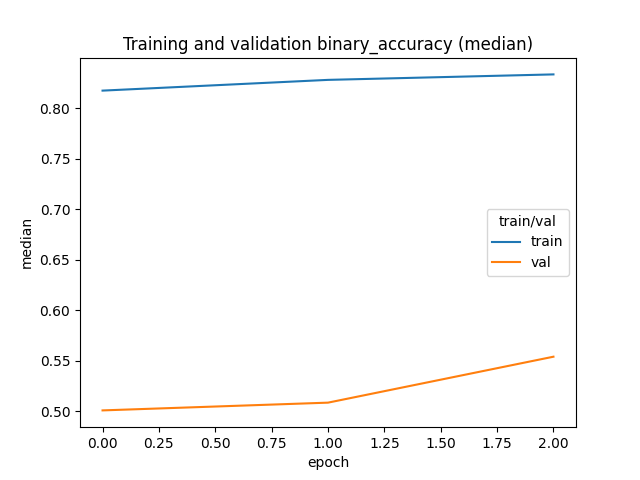 Training and validation binary_accuracy (median)
0.80
0.75
0.70
0.65
0.60
0.55
0.50
median
train/val
train
val
0.00 0.25 0.50 0.75 1.00 1.25 1.50 1.75 2.00
epoch